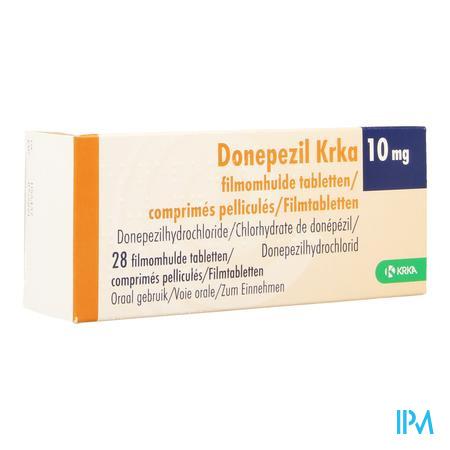 Donepezil Krka 10 mg
filmomhulde tabletten/
comprimés pelliculés/Filmtabletten
Donepezilhydrochloride/Chlorhydrate de donépézil/
Donepezilhydrochlorid
28 filmomhulde tabletten/
comprimés pelliculés/Filmtabletten
Oraal gebruik/Voie orale/Zum Einnehmen
KRKA
IPM